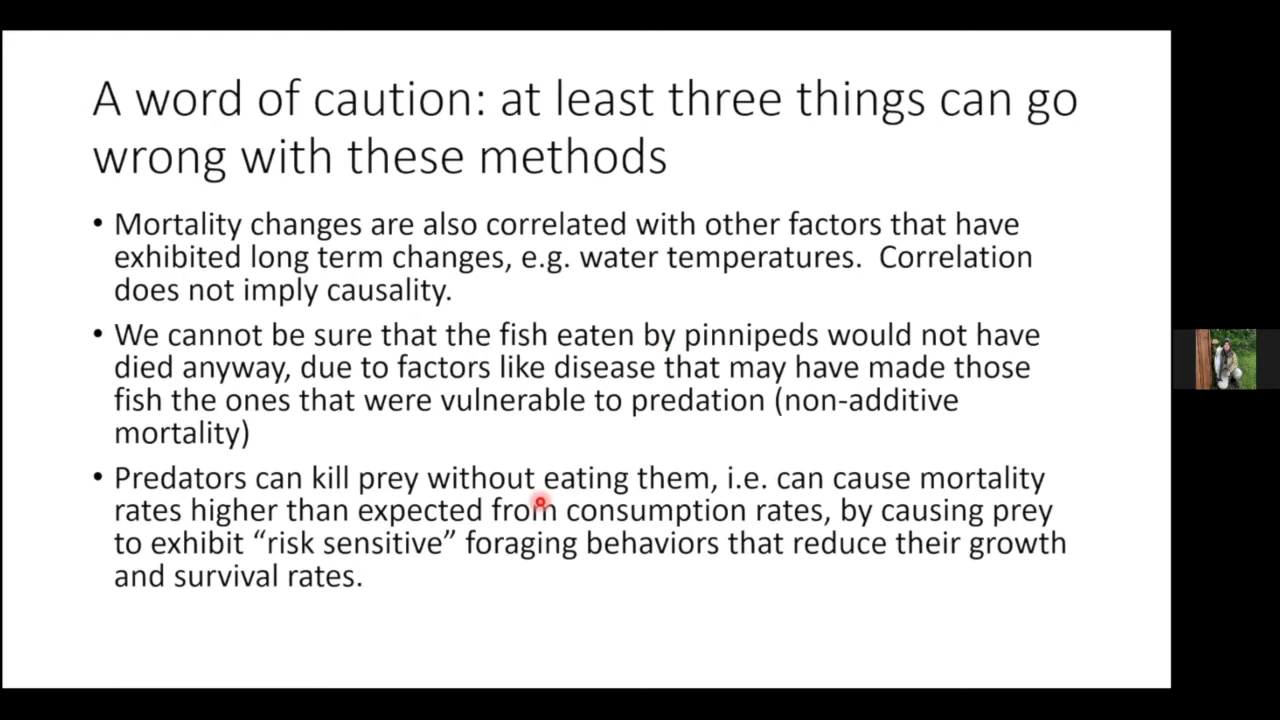 A word of caution: at least three things can go
wrong with these methods
• Mortality changes are also correlated with other factors that have
exhibited long term changes, e.g. water temperatures.  Correlation
does not imply causality.
• We cannot be sure that the fish eaten by pinnipeds would not have
died anyway, due to factors like disease that may have made those
fish the ones that were vulnerable to predation (non-additive
mortality)
• Predators can kill prey without eating them, i.e. can cause mortality
rates higher than expected from consumption rates, by causing prey
to exhibit “risk sensitive” foraging behaviors that reduce their growth
and survival rates.